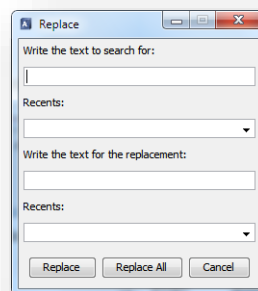 Replace
Write the text to search for:
Recents:
Write the text for the replacement:
Recents:
Replace Replace All Cancel